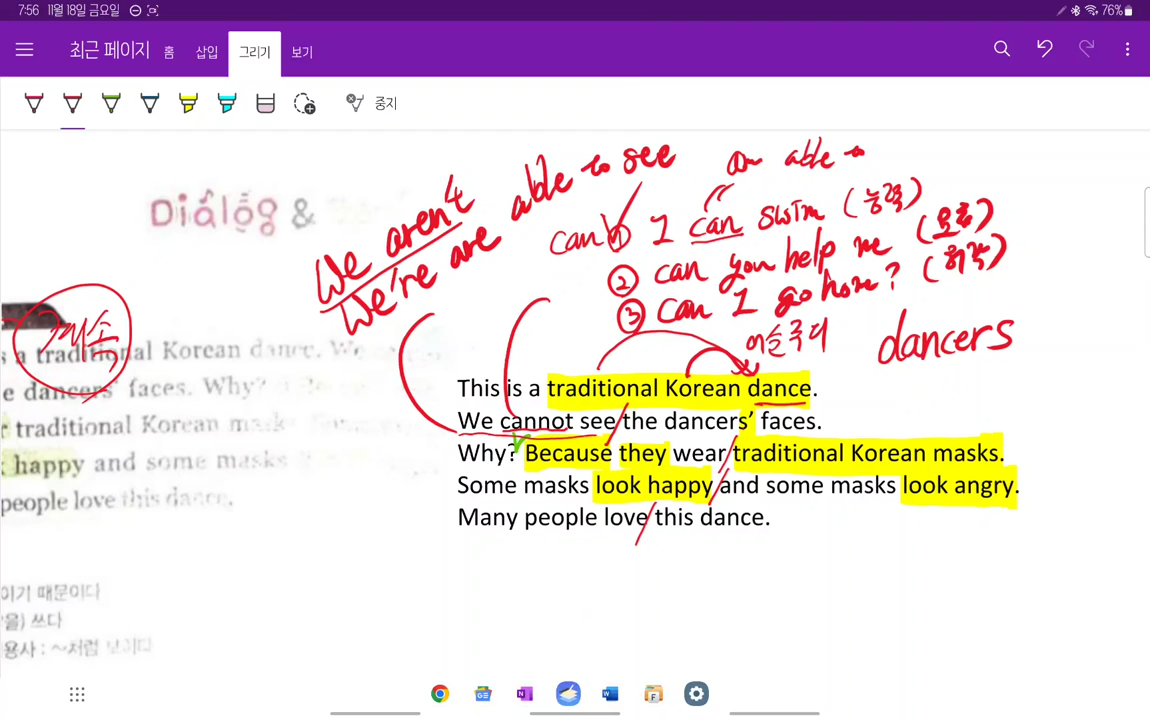 7:56 11월 18일 금요일
76%
최근 페이지 홈 삽입 그리기 보기
중지
Dialog &
We aren't able to see
We're are
am able to
can ① I can swim (능력)
② can you help me (요청)
③ can I go home? (허락)
dancers
s a traditional Korean dance. We
e dancers' faces. Why?
r traditional Korean mask
k happy and some masks
people love this dance.
This is a traditional Korean dance.
We cannot see the dancers' faces.
Why? Because they wear traditional Korean masks.
Some masks look happy and some masks look angry.
Many people love this dance.
이기 때문이다
(을) 쓰다
용사 : ~처럼 보이다